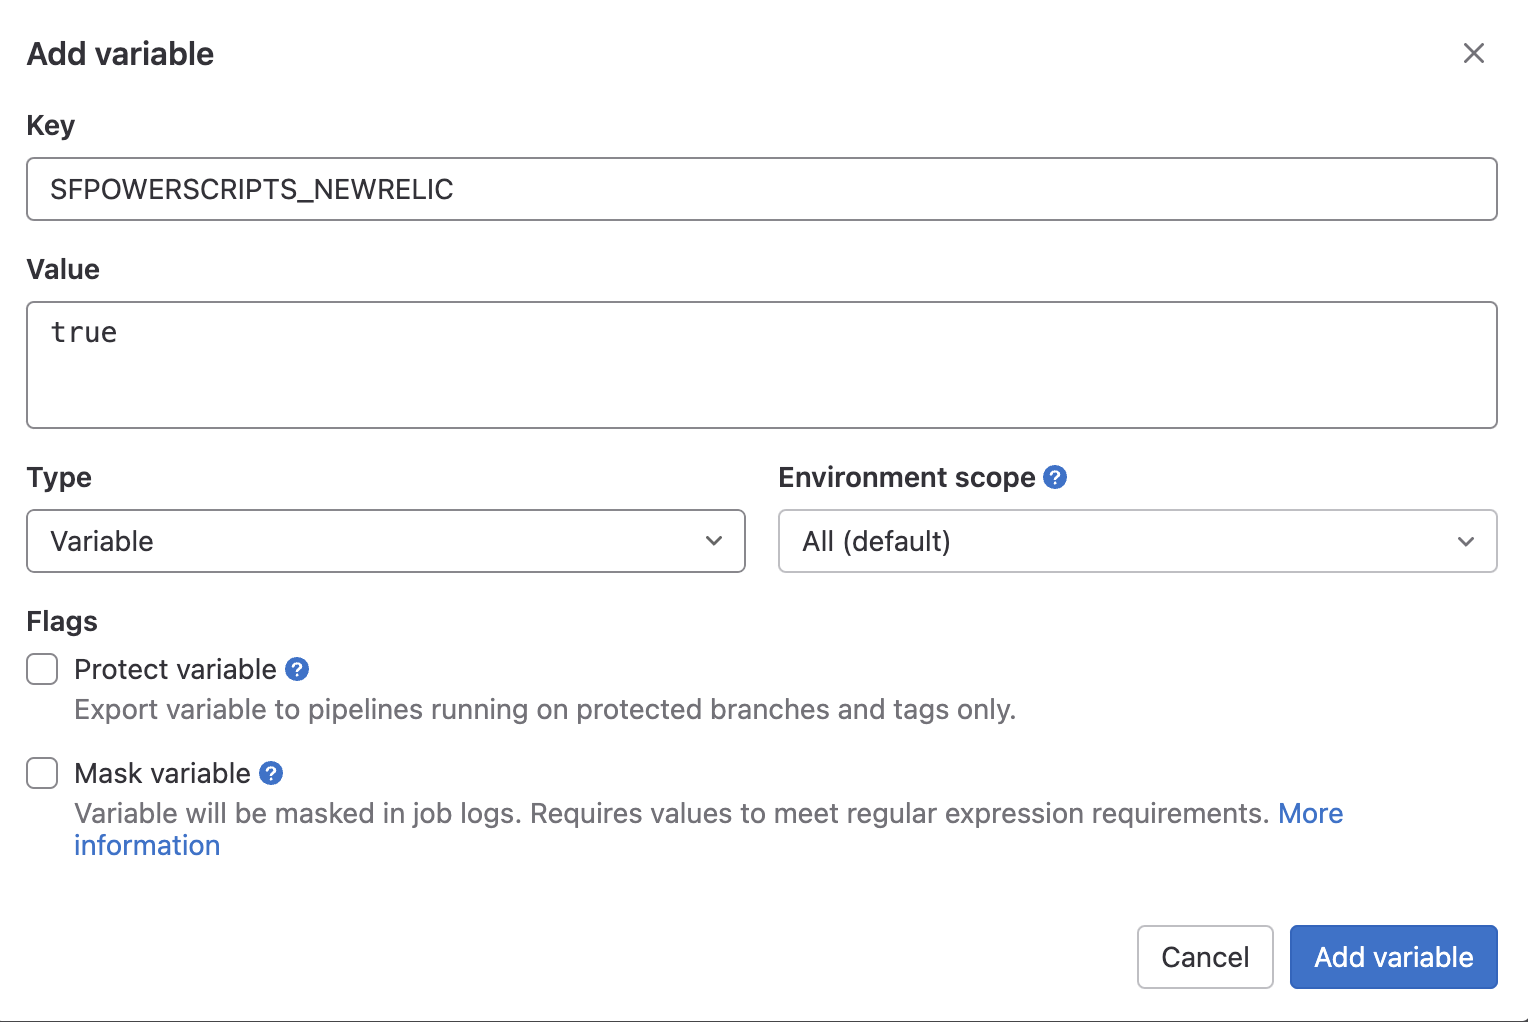 Add variable
Key
SFPOWERSCRIPTS_NEWRELIC
Value
true
Type
Environment scope ?
Variable
All (default)
Flags
Protect variable ?
Export variable to pipelines running on protected branches and tags only.
Mask variable ?
Variable will be masked in job logs. Requires values to meet regular expression requirements. More
information
Cancel
Add variable